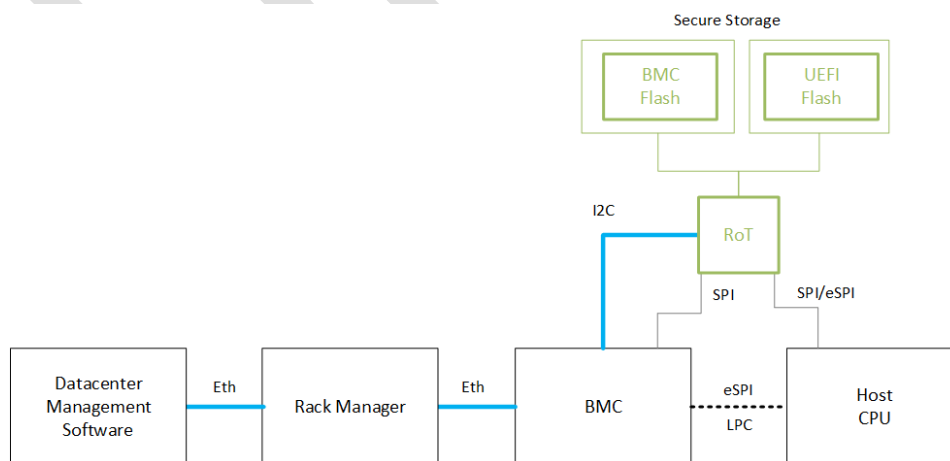 Secure Storage
BMC
Flash
UEFI
Flash
I2C
RoT
SPI
SPI/eSPI
Datacenter
Management
Software
Eth
Rack Manager
Eth
BMC
eSPI
LPC
Host
CPU